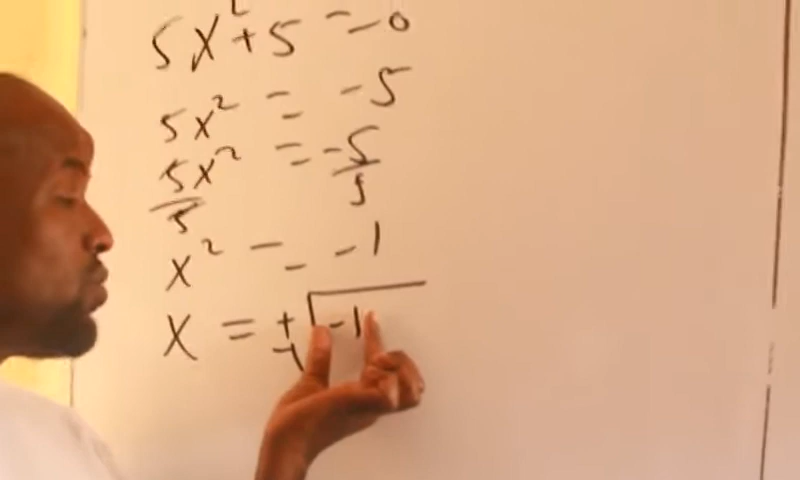 5x² + 5 = 0
5x² = -5
5x²/5 = -5/5
x² = -1
x = ±√-1